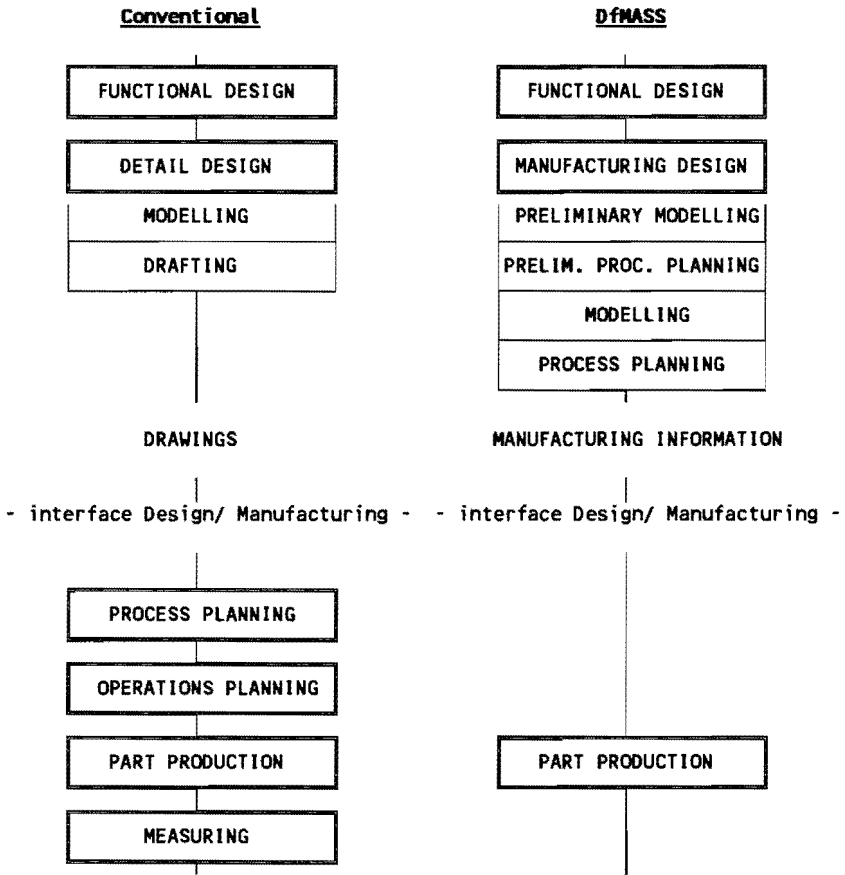 Conventional
FUNCTIONAL DESIGN
DETAIL DESIGN
MODELLING
DRAFTING
DRAWINGS
- interface Design/ Manufacturing -
PROCESS PLANNING
OPERATIONS PLANNING
PART PRODUCTION
MEASURING
DfMASS
FUNCTIONAL DESIGN
MANUFACTURING DESIGN
PRELIMINARY MODELLING
PRELIM. PROC. PLANNING
MODELLING
PROCESS PLANNING
MANUFACTURING INFORMATION
- interface Design/ Manufacturing -
PART PRODUCTION